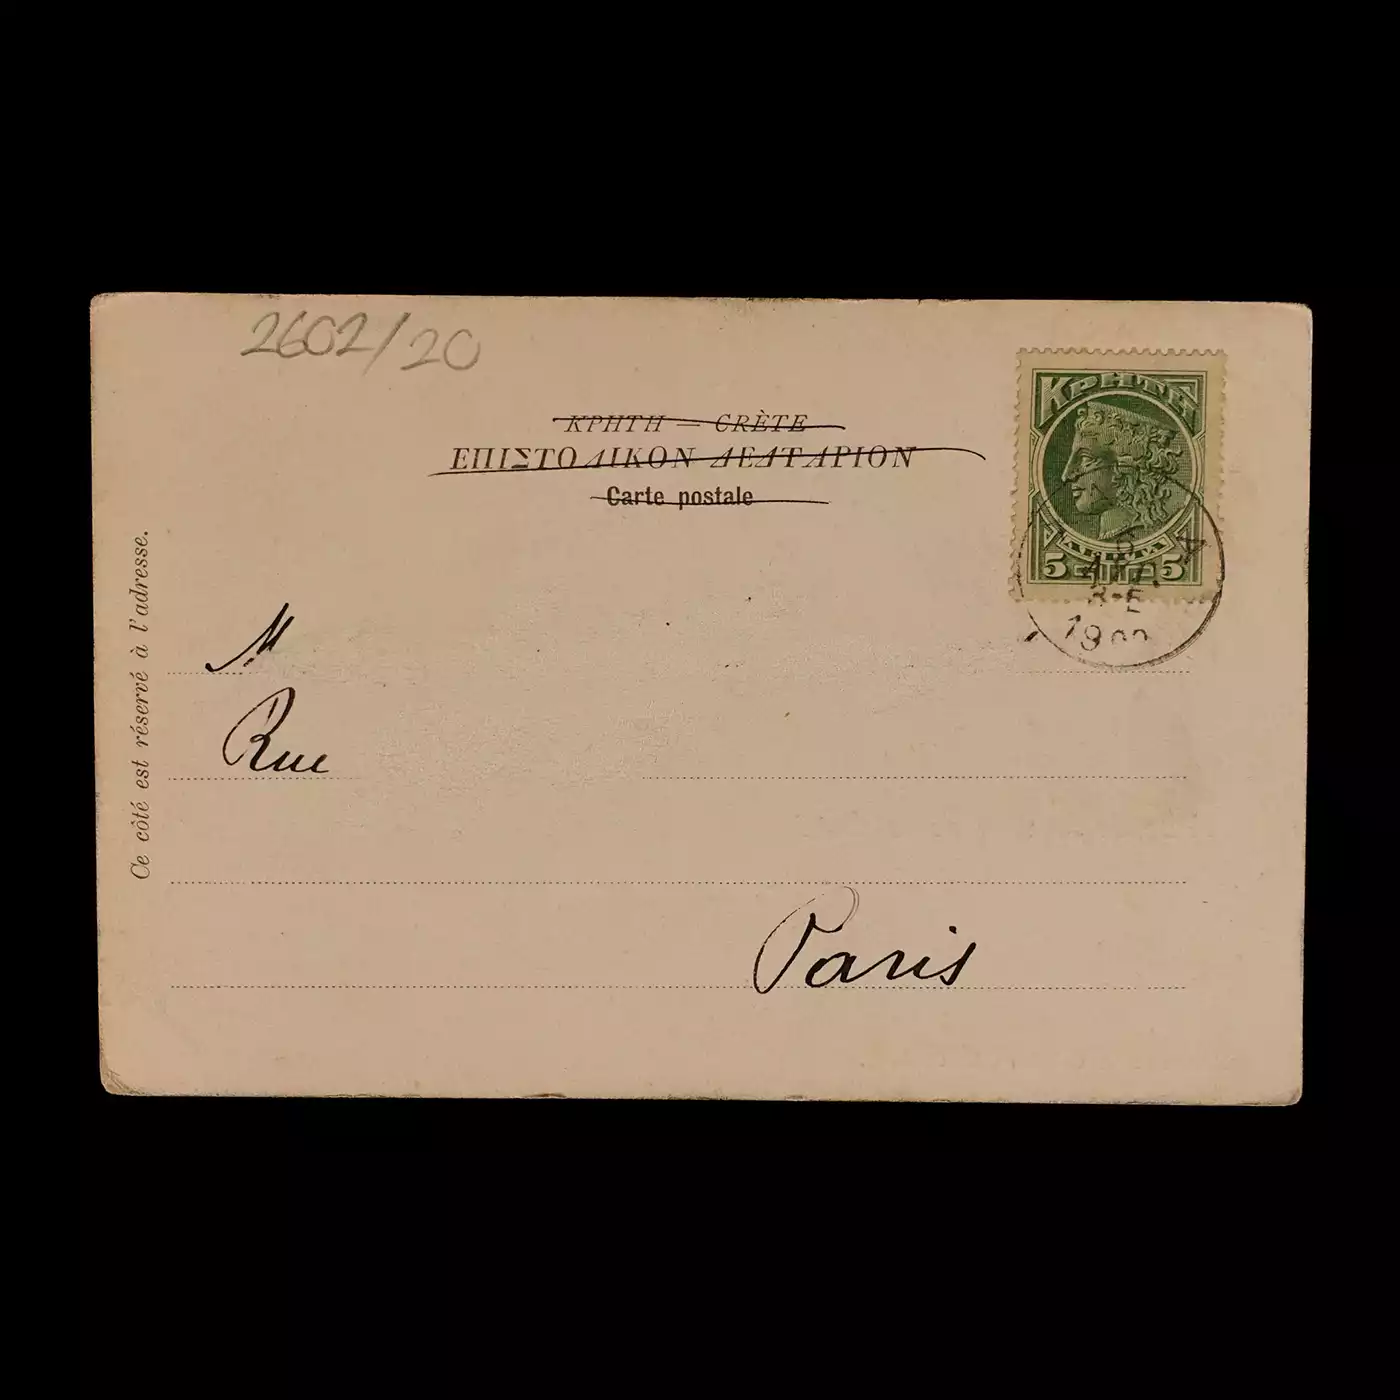 2602/20
ΚΡΗΤΗ — CRÈTE
ΕΠΙΣΤΟΛΙΚΟΝ ΔΕΛΤΑΡΙΟΝ
Carte postale
ΚΡΗΤΗ
ΛΕΠΤΑ
5 5
1900
Ce côté est réservé à l'adresse.
M
Rue
Paris